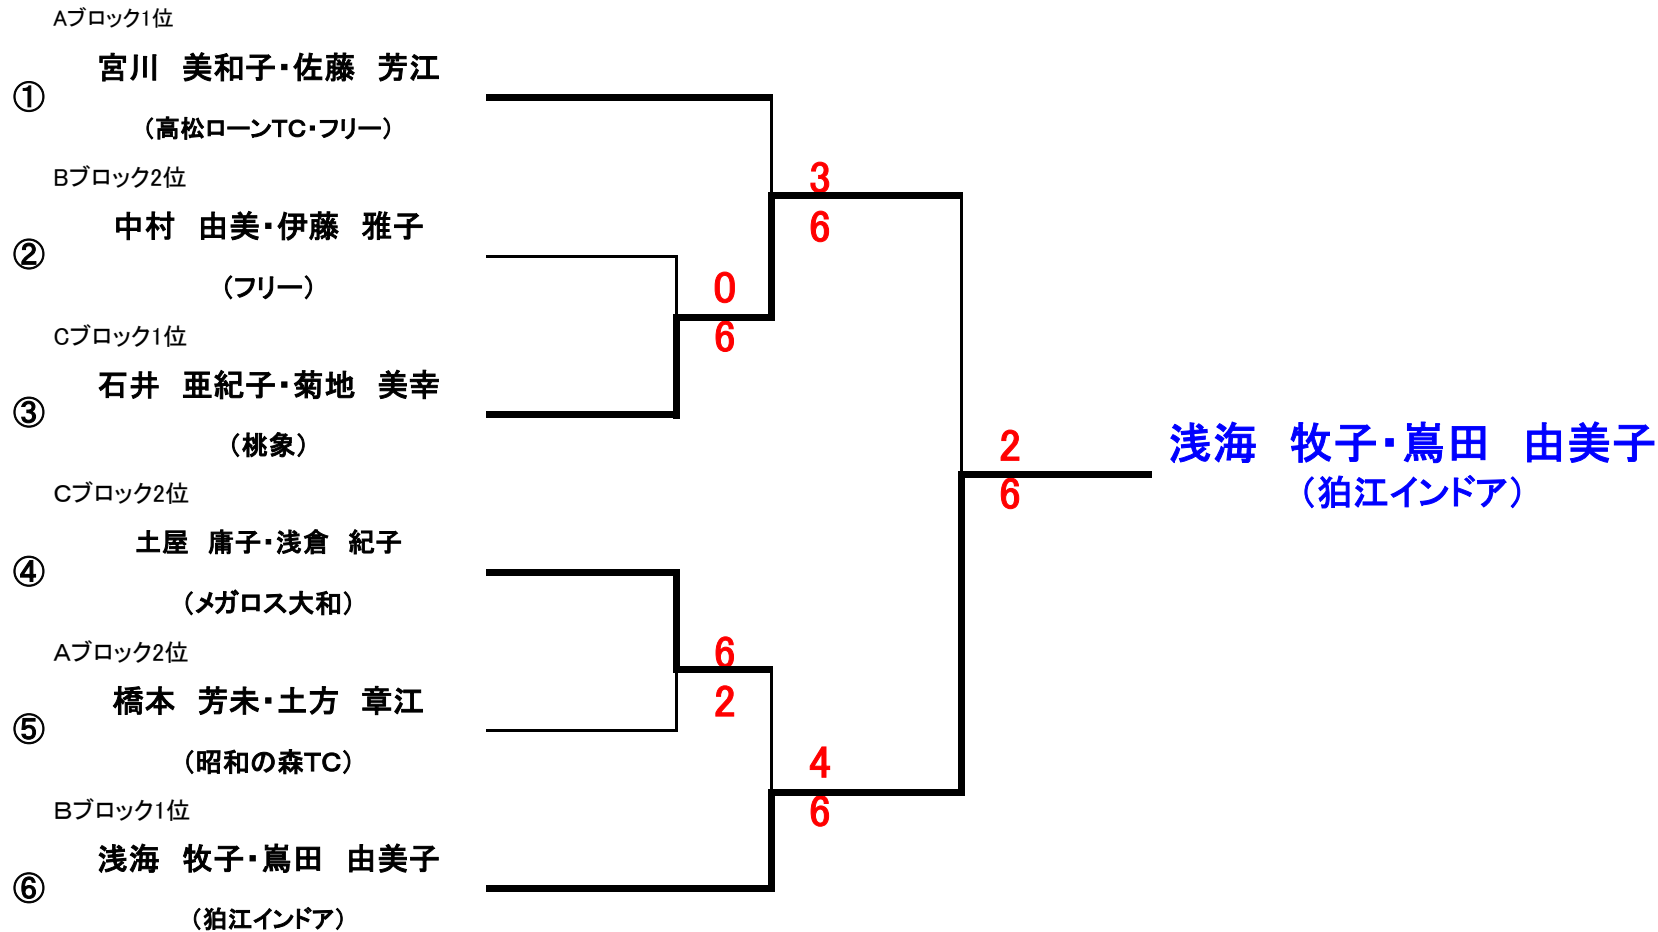 Aブロック1位
宮川　美和子・佐藤　芳江
①
（高松ローンTC・フリー）
Bブロック2位
3
中村　由美・伊藤　雅子
6
②
（フリー）
0
Cブロック1位
6
石井　亜紀子・菊地　美幸
③
（桃象）
2
浅海　牧子・嶌田　由美子
6
（狛江インドア）
Cブロック2位
土屋　庸子・浅倉　紀子
④
（メガロス大和）
Aブロック2位
6
橋本　芳未・土方　章江
2
⑤
（昭和の森TC）
4
Bブロック1位
6
浅海　牧子・嶌田　由美子
⑥
（狛江インドア）